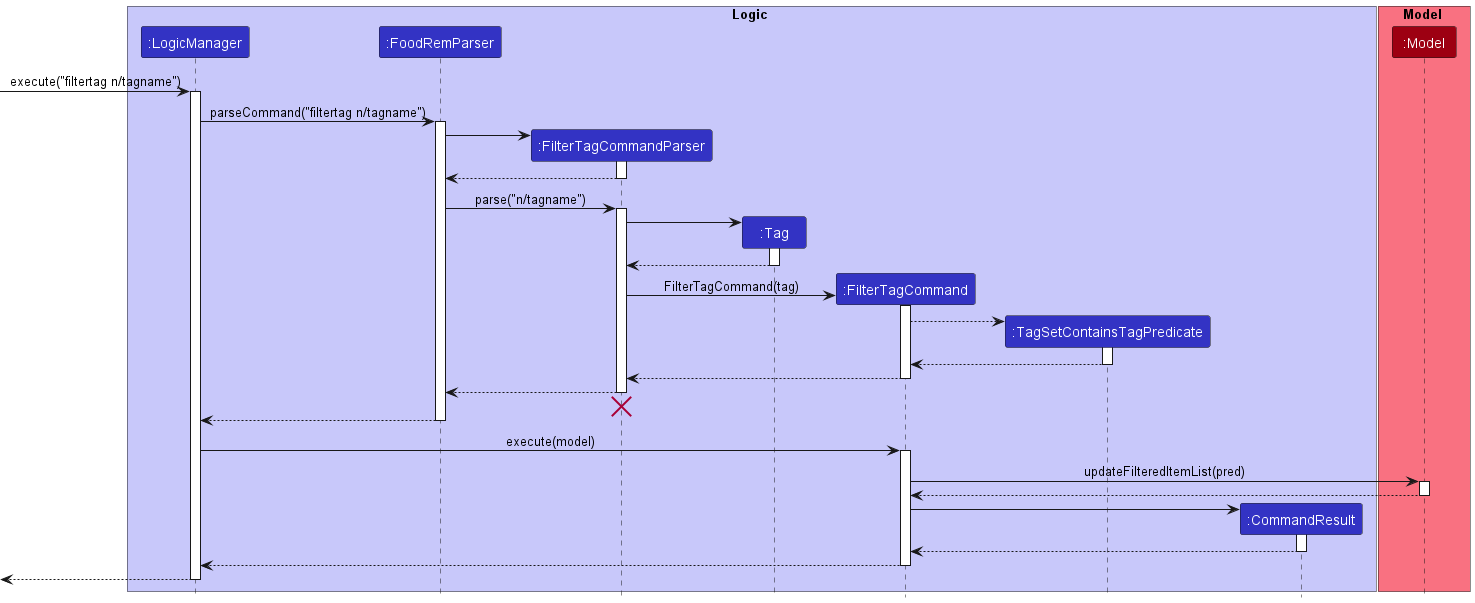 Logic
Model
:LogicManager
:FoodRemParser
:Model
execute("filtertag n/tagname")
parseCommand("filtertag n/tagname")
:FilterTagCommandParser
parse("n/tagname")
:Tag
FilterTagCommand(tag)
:FilterTagCommand
:TagSetContainsTagPredicate
execute(model)
updateFilteredItemList(pred)
:CommandResult